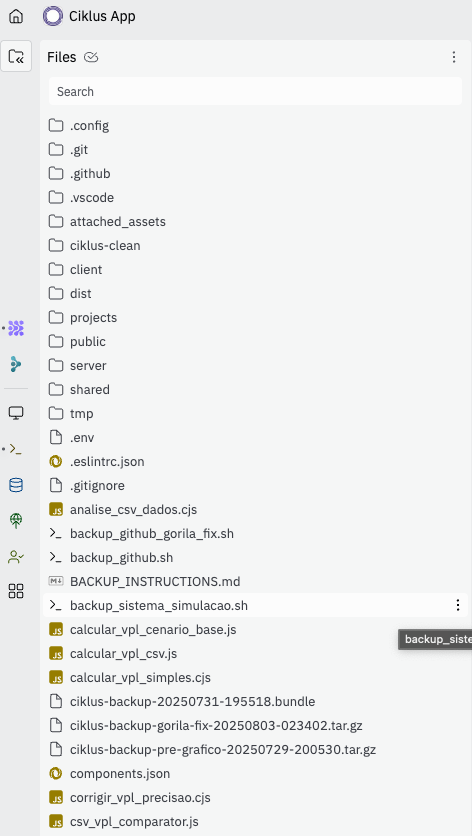 Ciklus App
Files
Search
.config
.git
.github
.vscode
attached_assets
ciklus-clean
client
dist
projects
public
server
shared
tmp
.env
.eslintrc.json
.gitignore
JS analise_csv_dados.cjs
backup_github_gorila_fix.sh
backup_github.sh
BACKUP_INSTRUCTIONS.md
backup_sistema_simulacao.sh
JS calcular_vpl_cenario_base.js
backup_siste
JS calcular_vpl_csv.js
JS calcular_vpl_simples.cjs
ciklus-backup-20250731-195518.bundle
ciklus-backup-gorila-fix-20250803-023402.tar.gz
ciklus-backup-pre-grafico-20250729-200530.tar.gz
components.json
JS corrigir_vpl_precisao.cjs
JS csv_vpl_comparator.js